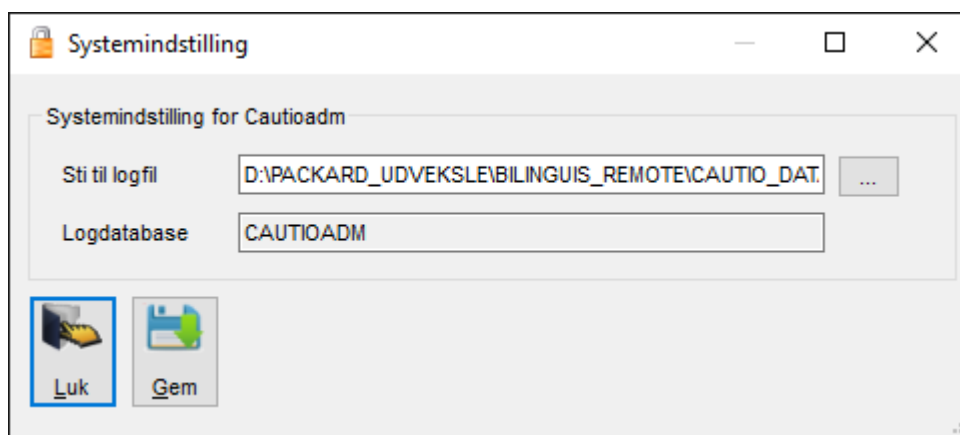 Systemindstilling
Systemindstilling for Cautioadm
Sti til logfil D:\PACKARD_UDVEKSLE\BILINGUIS_REMOTE\CAUTIO_DAT. ...
Logdatabase CAUTIOADM
Luk Gem